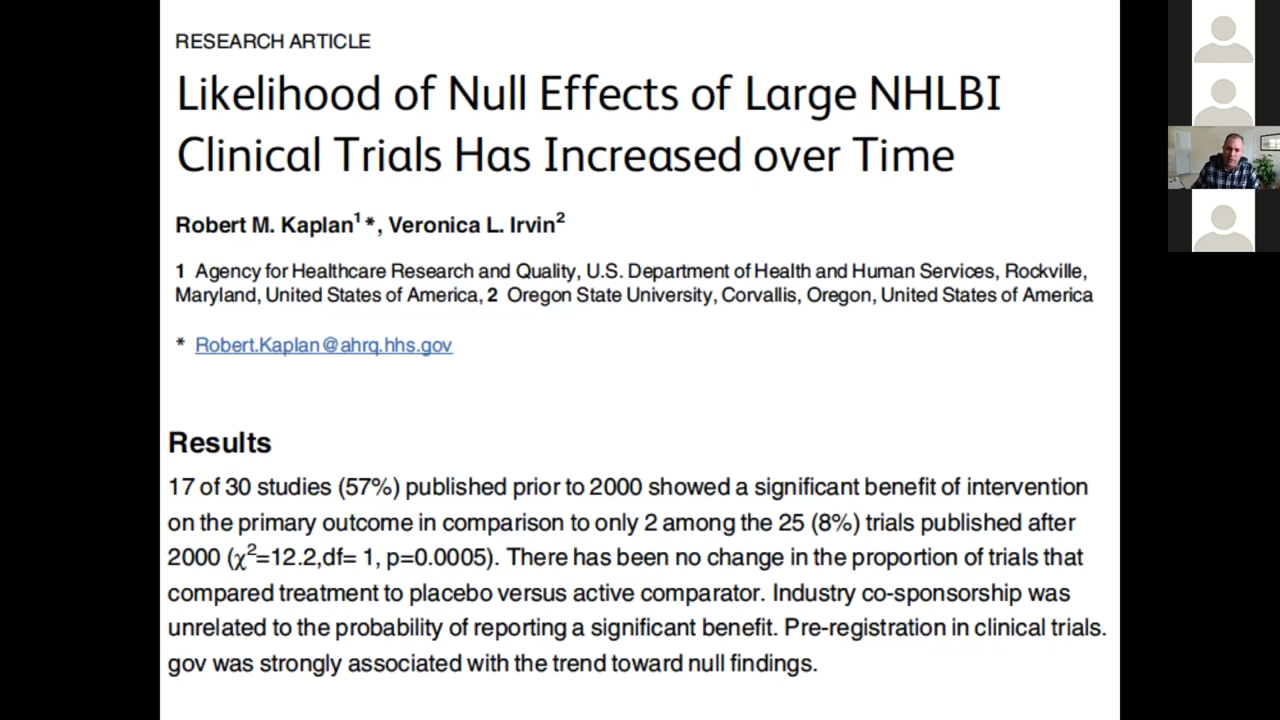 RESEARCH ARTICLE
Likelihood of Null Effects of Large NHLBI
Clinical Trials Has Increased over Time
Robert M. Kaplan1*, Veronica L. Irvin2
1 Agency for Healthcare Research and Quality, U.S. Department of Health and Human Services, Rockville,
Maryland, United States of America, 2 Oregon State University, Corvallis, Oregon, United States of America
* Robert.Kaplan@ahrq.hhs.gov
Results
17 of 30 studies (57%) published prior to 2000 showed a significant benefit of intervention
on the primary outcome in comparison to only 2 among the 25 (8%) trials published after
2000 (χ2=12.2,df= 1, p=0.0005). There has been no change in the proportion of trials that
compared treatment to placebo versus active comparator. Industry co-sponsorship was
unrelated to the probability of reporting a significant benefit. Pre-registration in clinical trials.
gov was strongly associated with the trend toward null findings.